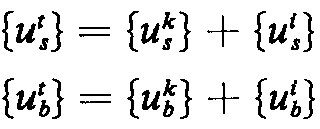 {u_s^t} = {u_s^k} + {u_s^i}
{u_b^t} = {u_b^k} + {u_b^i}